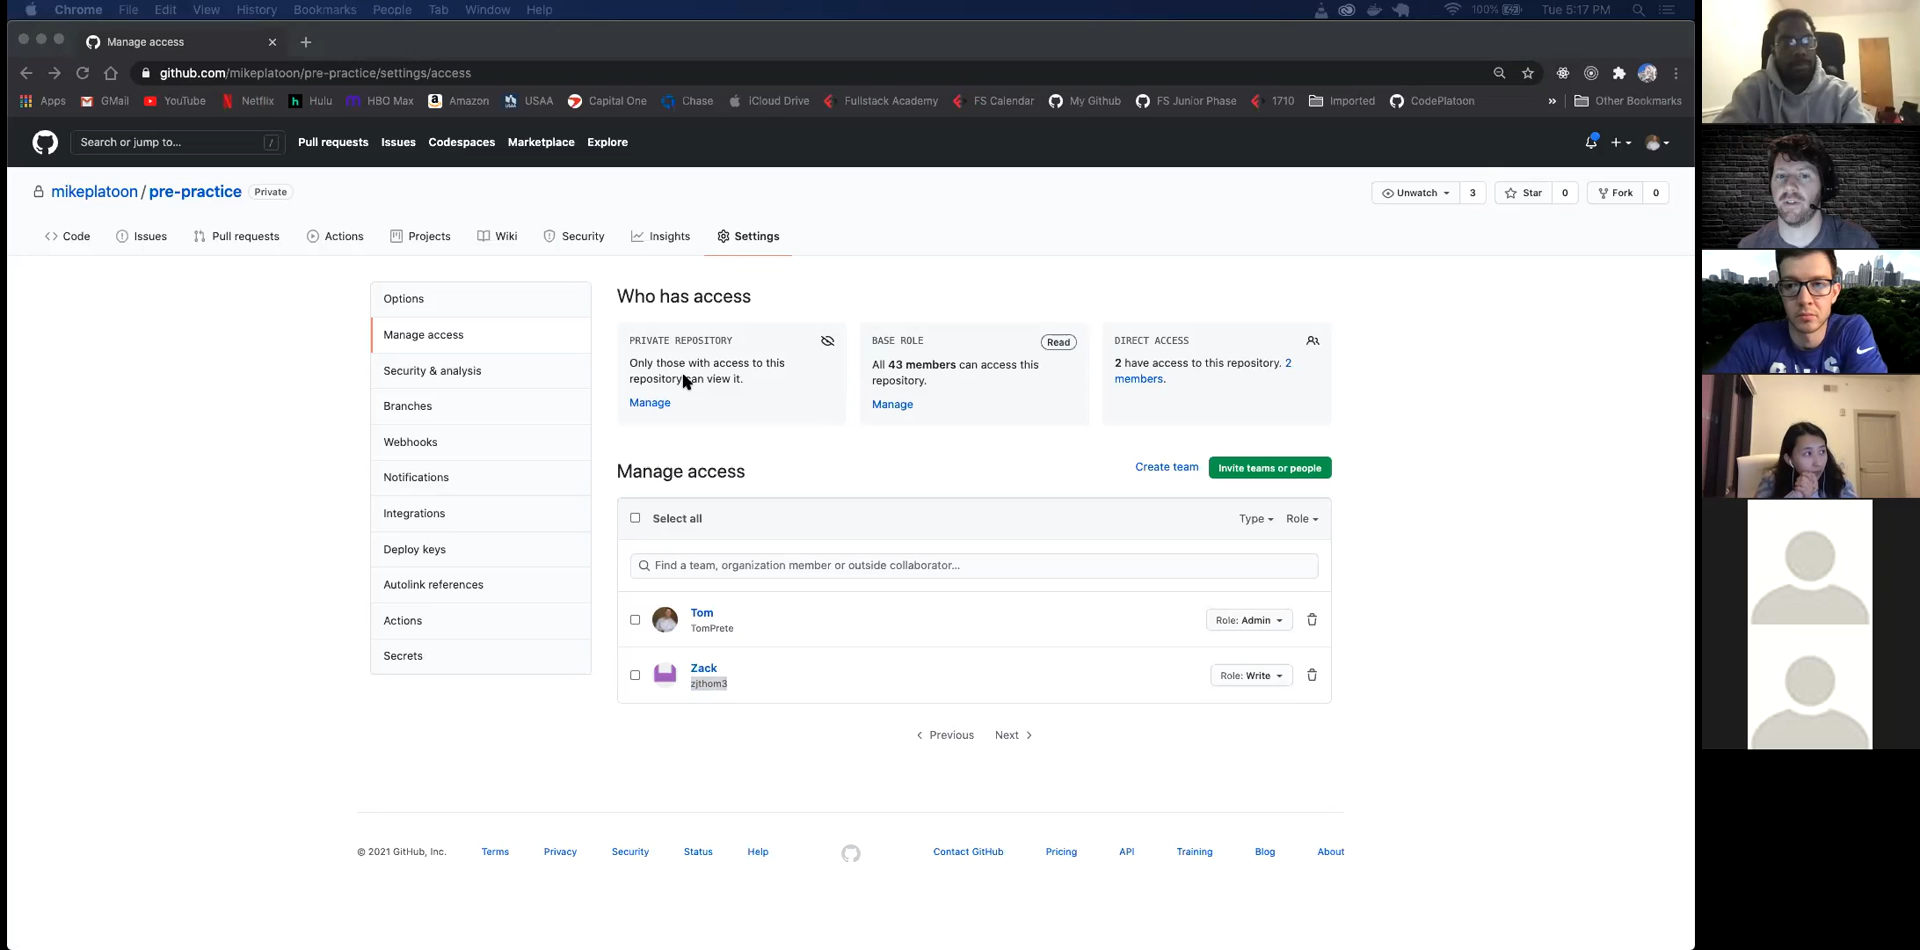 Chrome File Edit View History Bookmarks People Tab Window Help 100% Tue 5:17 PM
Manage access
github.com/mikeplatoon/pre-practice/settings/access
Apps GMail YouTube Netflix Hulu HBO Max Amazon USAA Capital One Chase iCloud Drive Fullstack Academy FS Calendar My Github FS Junior Phase 1710 Imported CodePlatoon » Other Bookmarks
Search or jump to... / Pull requests Issues Codespaces Marketplace Explore
mikeplatoon / pre-practice Private Unwatch 3 Star 0 Fork 0
Code Issues Pull requests Actions Projects Wiki Security Insights Settings
Options
Manage access
Security & analysis
Branches
Webhooks
Notifications
Integrations
Deploy keys
Autolink references
Actions
Secrets
Who has access
PRIVATE REPOSITORY
Only those with access to this
repository can view it.
Manage
BASE ROLE Read
All 43 members can access this
repository.
Manage
DIRECT ACCESS
2 have access to this repository. 2
members.
Manage access Create team Invite teams or people
Select all Type Role
Find a team, organization member or outside collaborator...
Tom
TomPrete
Role: Admin
Zack
zjthom3
Role: Write
Previous Next
© 2021 GitHub, Inc. Terms Privacy Security Status Help Contact GitHub Pricing API Training Blog About